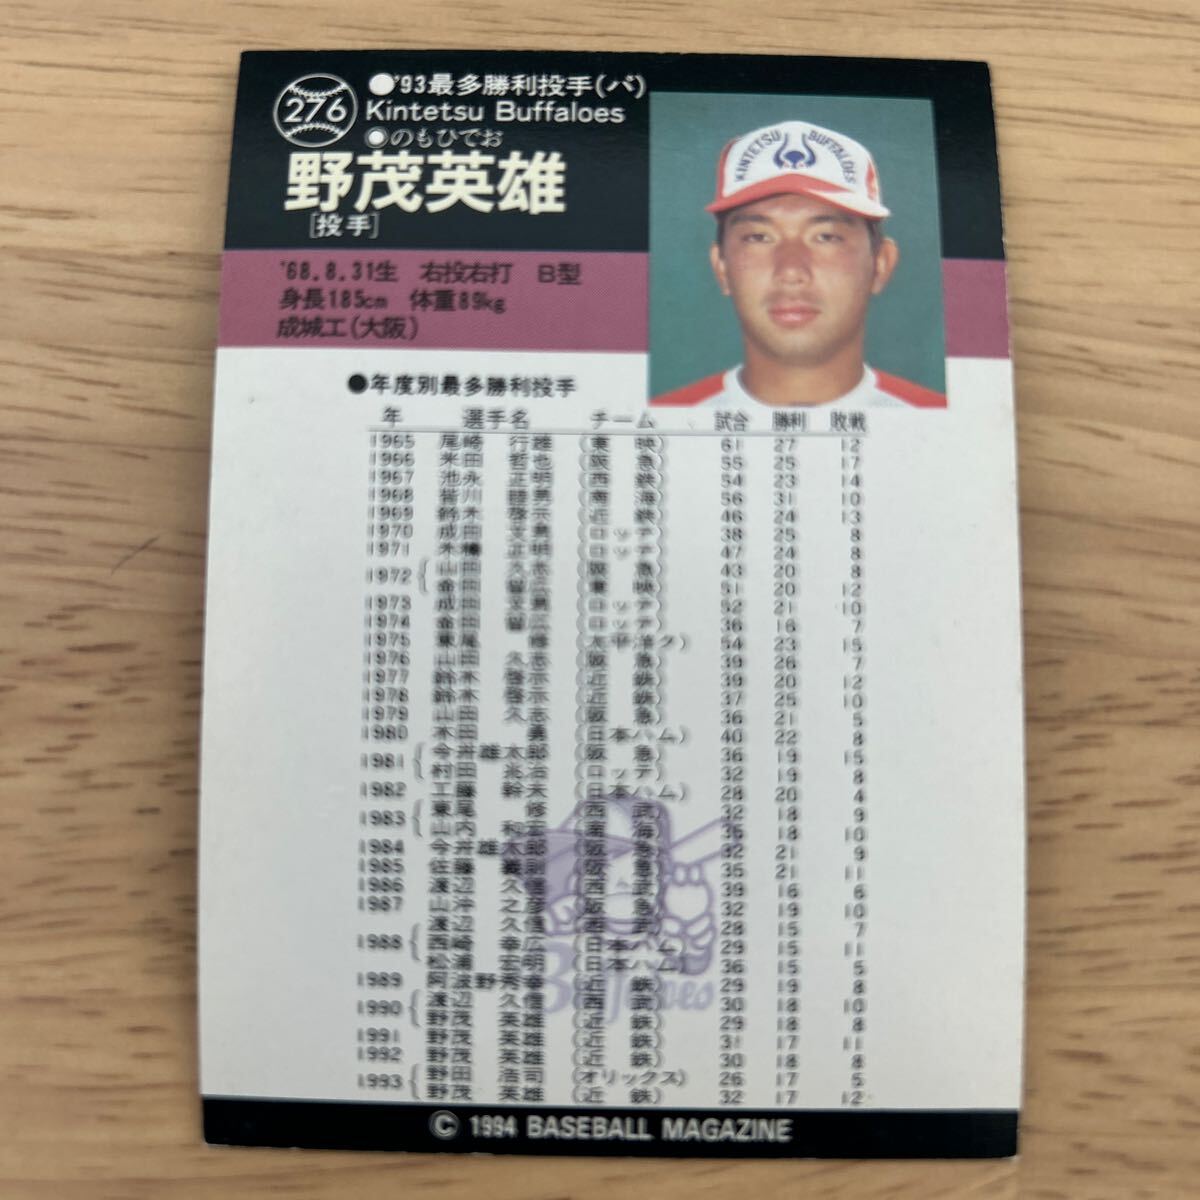 276
●'93最多勝利投手(パ)
Kintetsu Buffaloes
●のもひでお
野茂英雄
[投手]
KINTETSU BUFFALOES
'68.8.31生 右投右打 B型
身長185cm 体重89kg
成城工(大阪)
●年度別最多勝利投手
年 選手名 チーム 試合 勝利 敗戦
1965 尾崎 行雄 (東 映) 61 27 12
1966 米田 哲也 (阪 急) 55 25 17
1967 池永 正明 (西 鉄) 54 23 14
1968 皆川 睦男 (南 海) 56 31 10
1969 鈴木 啓示 (近 鉄) 46 24 13
1970 成田 文男 (ロッテ) 38 25 8
1971 木樽 正明 (ロッテ) 47 24 8
1972 { 山田 久志 (阪 急) 43 20 8
金田 留広 (東 映) 51 20 12
1973 成田 文男 (ロッテ) 52 21 10
1974 金田 留広 (ロッテ) 36 16 7
1975 東尾 修 (太平洋ク) 54 23 15
1976 山田 久志 (阪 急) 39 26 7
1977 鈴木 啓示 (近 鉄) 39 20 12
1978 鈴木 啓示 (近 鉄) 37 25 10
1979 山田 久志 (阪 急) 36 21 5
1980 木田 勇 (日本ハム) 40 22 8
1981 { 今井 雄太郎 (阪 急) 36 19 15
村田 兆治 (ロッテ) 32 19 8
1982 工藤 幹夫 (日本ハム) 28 20 4
1983 { 東尾 修 (西 武) 32 18 9
山内 和宏 (南 海) 35 18 10
1984 今井 雄太郎 (阪 急) 32 21 9
1985 佐藤 義則 (阪 急) 35 21 11
1986 渡辺 久信 (西 武) 39 16 6
1987 山沖 之彦 (阪 急) 32 19 10
1988 { 渡辺 久信 (西 武) 28 15 7
西崎 幸広 (日本ハム) 29 15 11
松浦 宏明 (日本ハム) 36 15 5
1989 阿波野 秀幸 (近 鉄) 29 19 8
1990 { 渡辺 久信 (西 武) 30 18 10
野茂 英雄 (近 鉄) 29 18 8
1991 野茂 英雄 (近 鉄) 31 17 11
1992 野茂 英雄 (近 鉄) 30 18 8
1993 { 野田 浩司 (オリックス) 26 17 5
野茂 英雄 (近 鉄) 32 17 12
Buffaloes
© 1994 BASEBALL MAGAZINE